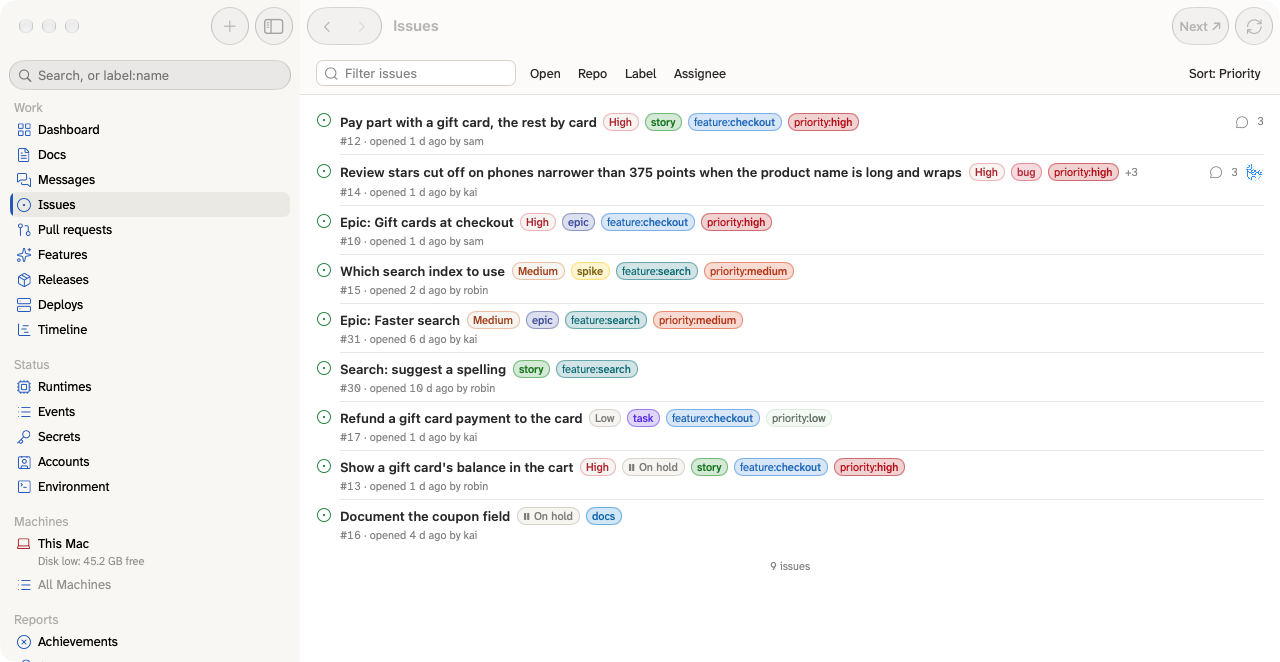 Issues
Next
Search, or label:name
Filter issues
Open
Repo
Label
Assignee
Sort: Priority
Work
Dashboard
Docs
Messages
Issues
Pull requests
Features
Releases
Deploys
Timeline
Status
Runtimes
Events
Secrets
Accounts
Environment
Machines
This Mac
Disk low: 45.2 GB free
All Machines
Reports
Achievements
Pay part with a gift card, the rest by card High story feature:checkout priority:high 3
#12 · opened 1 d ago by sam
Review stars cut off on phones narrower than 375 points when the product name is long and wraps High bug priority:high +3 3
#14 · opened 1 d ago by kai
Epic: Gift cards at checkout High epic feature:checkout priority:high
#10 · opened 1 d ago by sam
Which search index to use Medium spike feature:search priority:medium
#15 · opened 2 d ago by robin
Epic: Faster search Medium epic feature:search priority:medium
#31 · opened 6 d ago by kai
Search: suggest a spelling story feature:search
#30 · opened 10 d ago by robin
Refund a gift card payment to the card Low task feature:checkout priority:low
#17 · opened 1 d ago by kai
Show a gift card's balance in the cart High On hold story feature:checkout priority:high
#13 · opened 1 d ago by robin
Document the coupon field On hold docs
#16 · opened 4 d ago by kai
9 issues